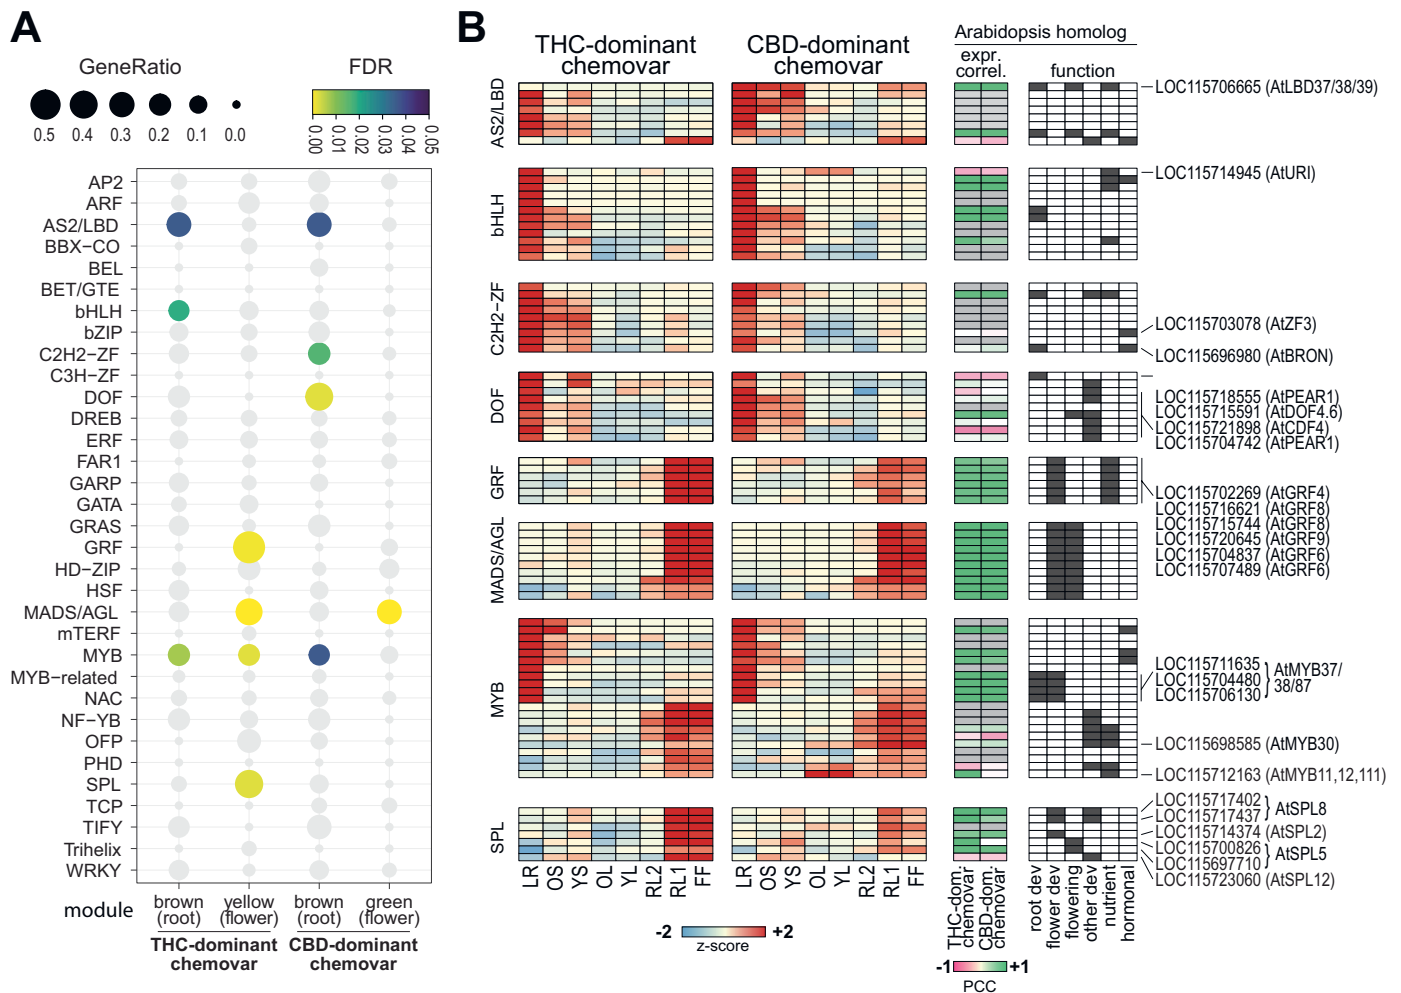 A
GeneRatio
0.5 0.4 0.3 0.2 0.1 0.0
FDR
0.00 0.01 0.02 0.03 0.04 0.05
AP2
ARF
AS2/LBD
BBX−CO
BEL
BET/GTE
bHLH
bZIP
C2H2−ZF
C3H−ZF
DOF
DREB
ERF
FAR1
GARP
GATA
GRAS
GRF
HD−ZIP
HSF
MADS/AGL
mTERF
MYB
MYB−related
NAC
NF−YB
OFP
PHD
SPL
TCP
TIFY
Trihelix
WRKY
module
brown (root)
yellow (flower)
brown (root)
green (flower)
THC-dominant
chemovar
CBD-dominant
chemovar
B
THC-dominant
chemovar
CBD-dominant
chemovar
Arabidopsis homolog
expr.
correl.
function
AS2/LBD
bHLH
C2H2−ZF
DOF
GRF
MADS/AGL
MYB
SPL
LOC115706665 (AtLBD37/38/39)
LOC115714945 (AtURI)
LOC115703078 (AtZF3)
LOC115696980 (AtBRON)
LOC115718555 (AtPEAR1)
LOC115715591 (AtDOF4.6)
LOC115721898 (AtCDF4)
LOC115704742 (AtPEAR1)
LOC115702269 (AtGRF4)
LOC115716621 (AtGRF8)
LOC115715744 (AtGRF8)
LOC115720645 (AtGRF9)
LOC115704837 (AtGRF6)
LOC115707489 (AtGRF6)
LOC115711635
LOC115704480
LOC115706130
AtMYB37/
38/87
LOC115698585 (AtMYB30)
LOC115712163 (AtMYB11,12,111)
LOC115717402
LOC115717437
AtSPL8
LOC115714374 (AtSPL2)
LOC115700826
LOC115697710
AtSPL5
LOC115723060 (AtSPL12)
LR OS YS OL YL RL2 RL1 FF
LR OS YS OL YL RL2 RL1 FF
THC-dom.
chemovar
CBD-dom.
chemovar
root dev
flower dev
flowering
other dev
nutrient
hormonal
-2 +2
z-score
-1 +1
PCC